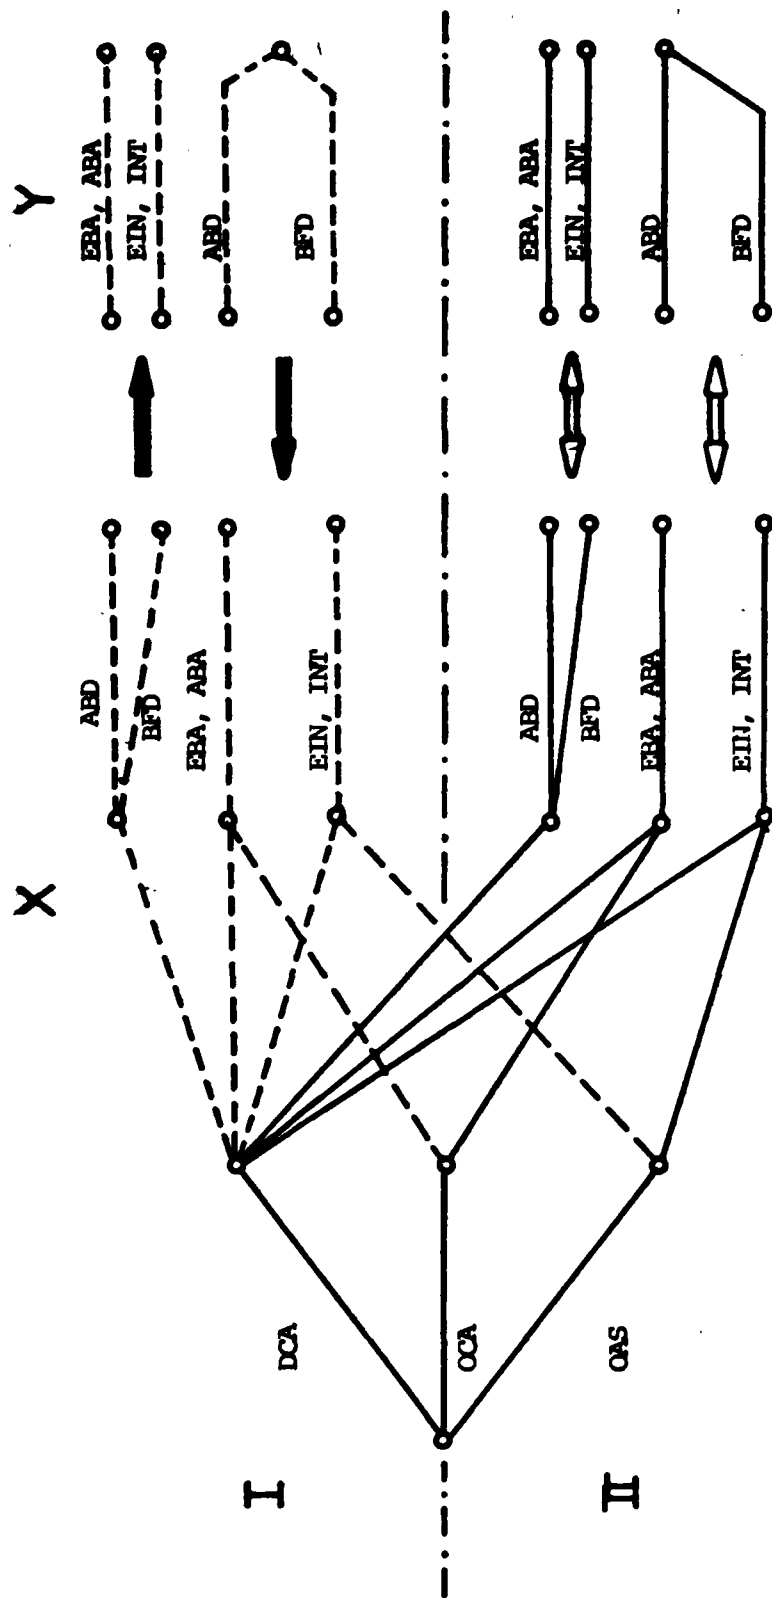 X
Y
I
II
DCA
OCA
OAS
ABD
BFD
EBA, ABA
EIN, INT
EBA, ABA
EIN, INT
ABD
BFD
ABD
BFD
EBA, ABA
EIN, INT
EBA, ABA
EIN, INT
ABD
BFD